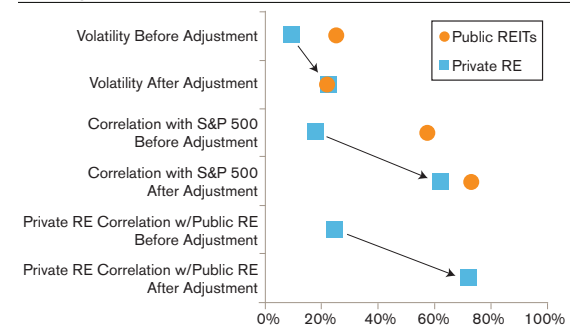 Volatility Before Adjustment
Public REITs
Private RE
Volatility After Adjustment
Correlation with S&P 500
Before Adjustment
Correlation with S&P 500
After Adjustment
Private RE Correlation w/Public RE
Before Adjustment
Private RE Correlation w/Public RE
After Adjustment
0% 20% 40% 60% 80% 100%